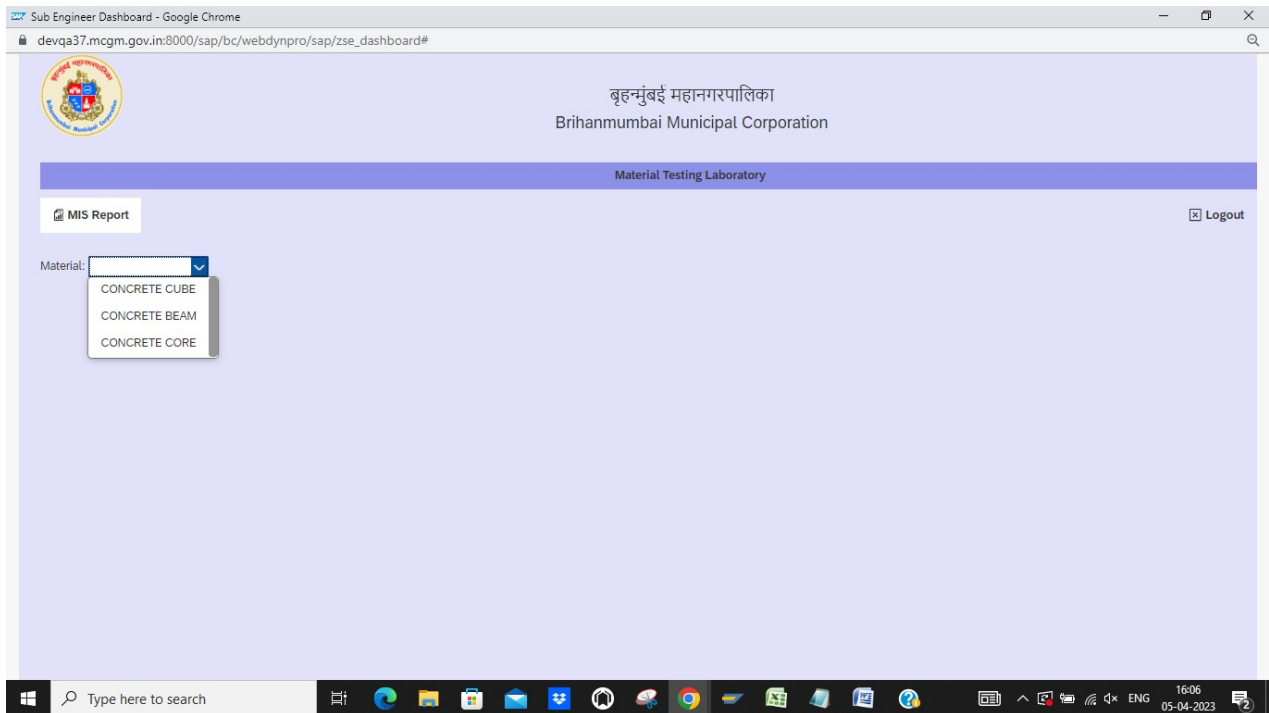 Sub Engineer Dashboard - Google Chrome
devqa37.mcgm.gov.in:8000/sap/bc/webdynpro/sap/zse_dashboard#
बृहन्मुंबई महानगरपालिका
Brihanmumbai Municipal Corporation
Material Testing Laboratory
MIS Report
Logout
Material:
CONCRETE CUBE
CONCRETE BEAM
CONCRETE CORE
Type here to search
ENG
16:06
05-04-2023
2